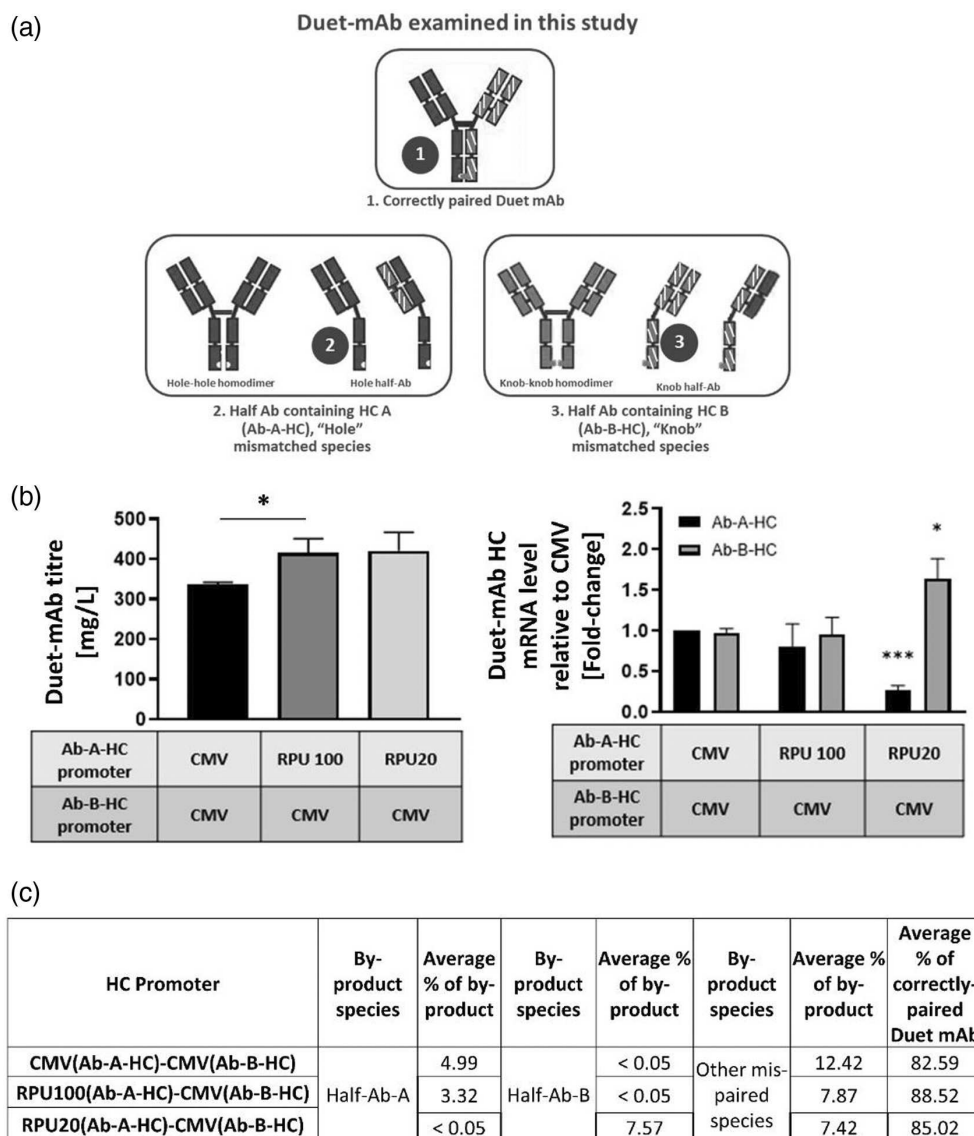 (a)
Duet-mAb examined in this study
1
1. Correctly paired Duet mAb
2
Hole-hole homodimer
Hole half-Ab
2. Half Ab containing HC A
(Ab-A-HC), "Hole"
mismatched species
3
Knob-knob homodimer
Knob half-Ab
3. Half Ab containing HC B
(Ab-B-HC), "Knob"
mismatched species
(b)
Duet-mAb titre
[mg/L]
500
400
300
200
100
0
*
Ab-A-HC
promoter
CMV
RPU 100
RPU20
Ab-B-HC
promoter
CMV
CMV
CMV
Duet-mAb HC
mRNA level
relative to CMV
[Fold-change]
2.5
2.0
1.5
1.0
0.5
0.0
Ab-A-HC
Ab-B-HC
*
***
Ab-A-HC
promoter
CMV
RPU 100
RPU20
Ab-B-HC
promoter
CMV
CMV
CMV
(c)
HC Promoter
By-
product
species
Average
% of by-
product
By-
product
species
Average %
of by-
product
By-
product
species
Average %
of by-
product
Average
% of
correctly-
paired
Duet mAb
CMV(Ab-A-HC)-CMV(Ab-B-HC)
RPU100(Ab-A-HC)-CMV(Ab-B-HC)
RPU20(Ab-A-HC)-CMV(Ab-B-HC)
Half-Ab-A
4.99
3.32
< 0.05
Half-Ab-B
< 0.05
< 0.05
7.57
Other mis-
paired
species
12.42
7.87
7.42
82.59
88.52
85.02